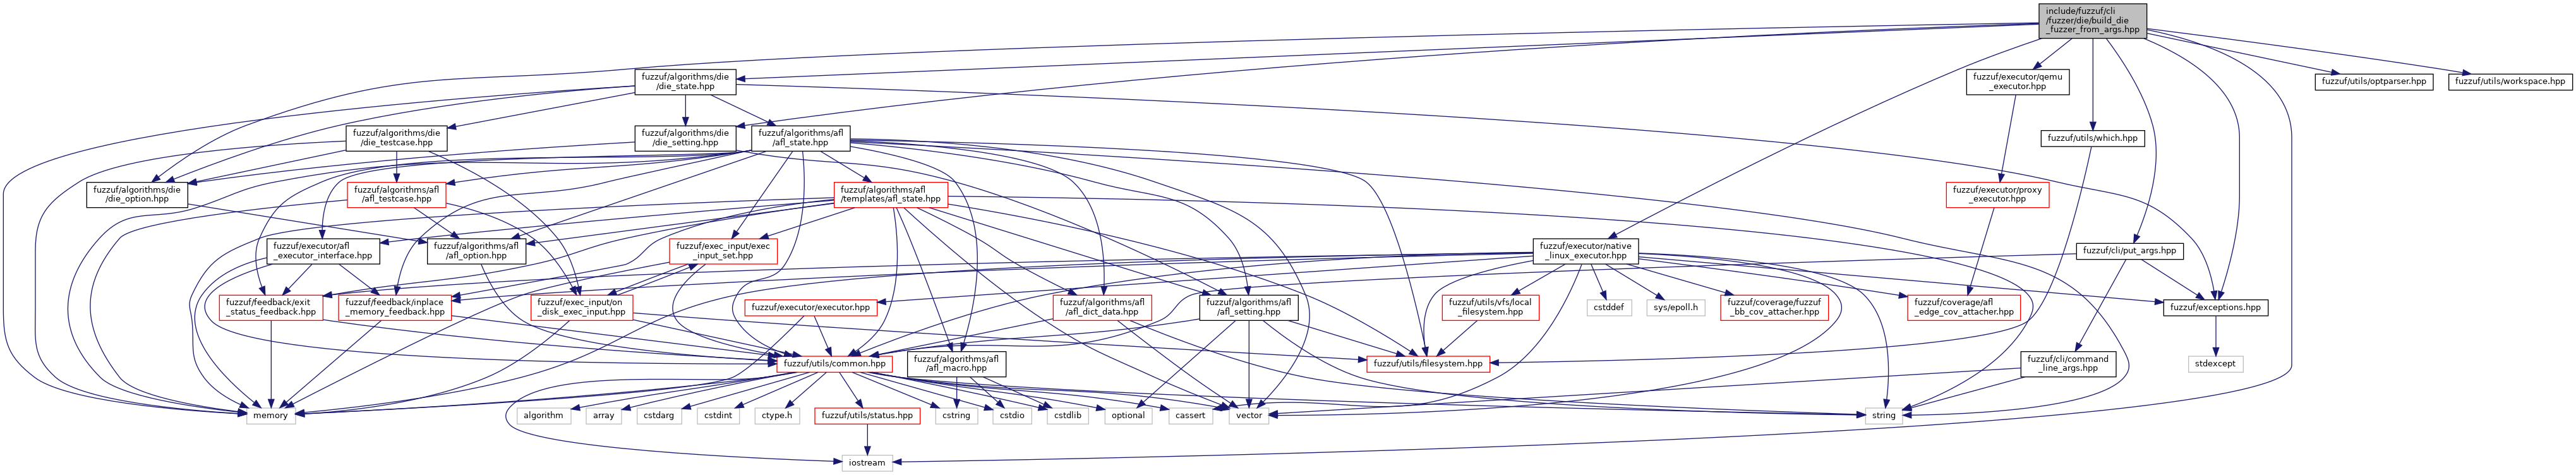 include/fuzzuf/cli
/fuzzer/die/build_die
_fuzzer_from_args.hpp
fuzzuf/algorithms/die
/die_state.hpp
fuzzuf/executor/qemu
_executor.hpp
fuzzuf/utils/optparser.hpp
fuzzuf/utils/workspace.hpp
fuzzuf/algorithms/die
/die_testcase.hpp
fuzzuf/algorithms/die
/die_setting.hpp
fuzzuf/algorithms/afl
/afl_state.hpp
fuzzuf/utils/which.hpp
fuzzuf/algorithms/die
/die_option.hpp
fuzzuf/algorithms/afl
/afl_testcase.hpp
fuzzuf/algorithms/afl
/templates/afl_state.hpp
fuzzuf/executor/proxy
_executor.hpp
fuzzuf/executor/afl
_executor_interface.hpp
fuzzuf/algorithms/afl
/afl_option.hpp
fuzzuf/exec_input/exec
_input_set.hpp
fuzzuf/executor/native
_linux_executor.hpp
fuzzuf/cli/put_args.hpp
fuzzuf/feedback/exit
_status_feedback.hpp
fuzzuf/feedback/inplace
_memory_feedback.hpp
fuzzuf/exec_input/on
_disk_exec_input.hpp
fuzzuf/executor/executor.hpp
fuzzuf/algorithms/afl
/afl_dict_data.hpp
fuzzuf/algorithms/afl
/afl_setting.hpp
fuzzuf/utils/vfs/local
_filesystem.hpp
cstddef
sys/epoll.h
fuzzuf/coverage/fuzzuf
_bb_cov_attacher.hpp
fuzzuf/coverage/afl
_edge_cov_attacher.hpp
fuzzuf/exceptions.hpp
fuzzuf/utils/common.hpp
fuzzuf/algorithms/afl
/afl_macro.hpp
fuzzuf/utils/filesystem.hpp
fuzzuf/cli/command
_line_args.hpp
stdexcept
memory
algorithm
array
cstdarg
cstdint
ctype.h
fuzzuf/utils/status.hpp
cstring
cstdio
cstdlib
optional
cassert
vector
string
iostream